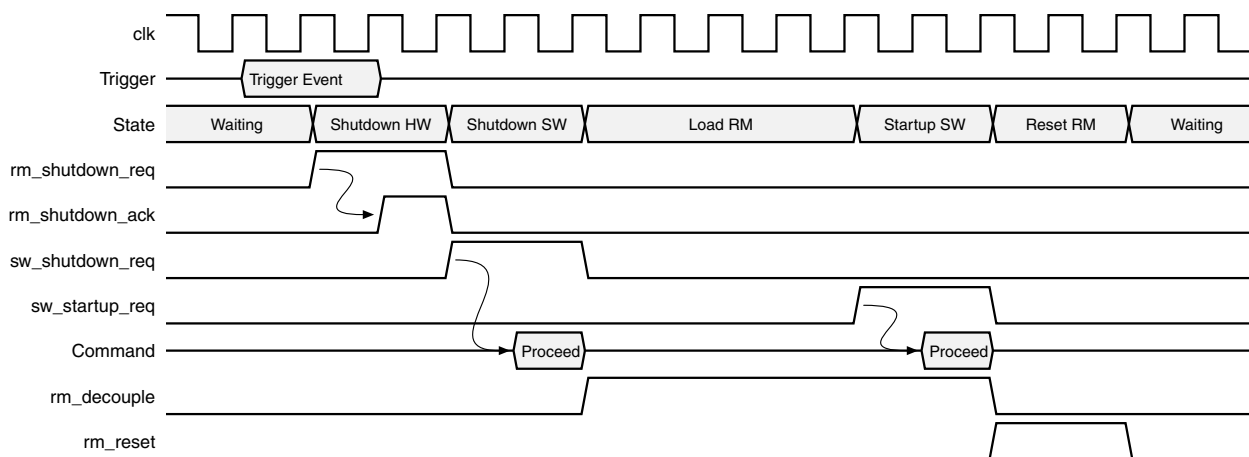 clk
Trigger Trigger Event
State Waiting Shutdown HW Shutdown SW Load RM Startup SW Reset RM Waiting
rm_shutdown_req
rm_shutdown_ack
sw_shutdown_req
sw_startup_req
Command Proceed Proceed
rm_decouple
rm_reset